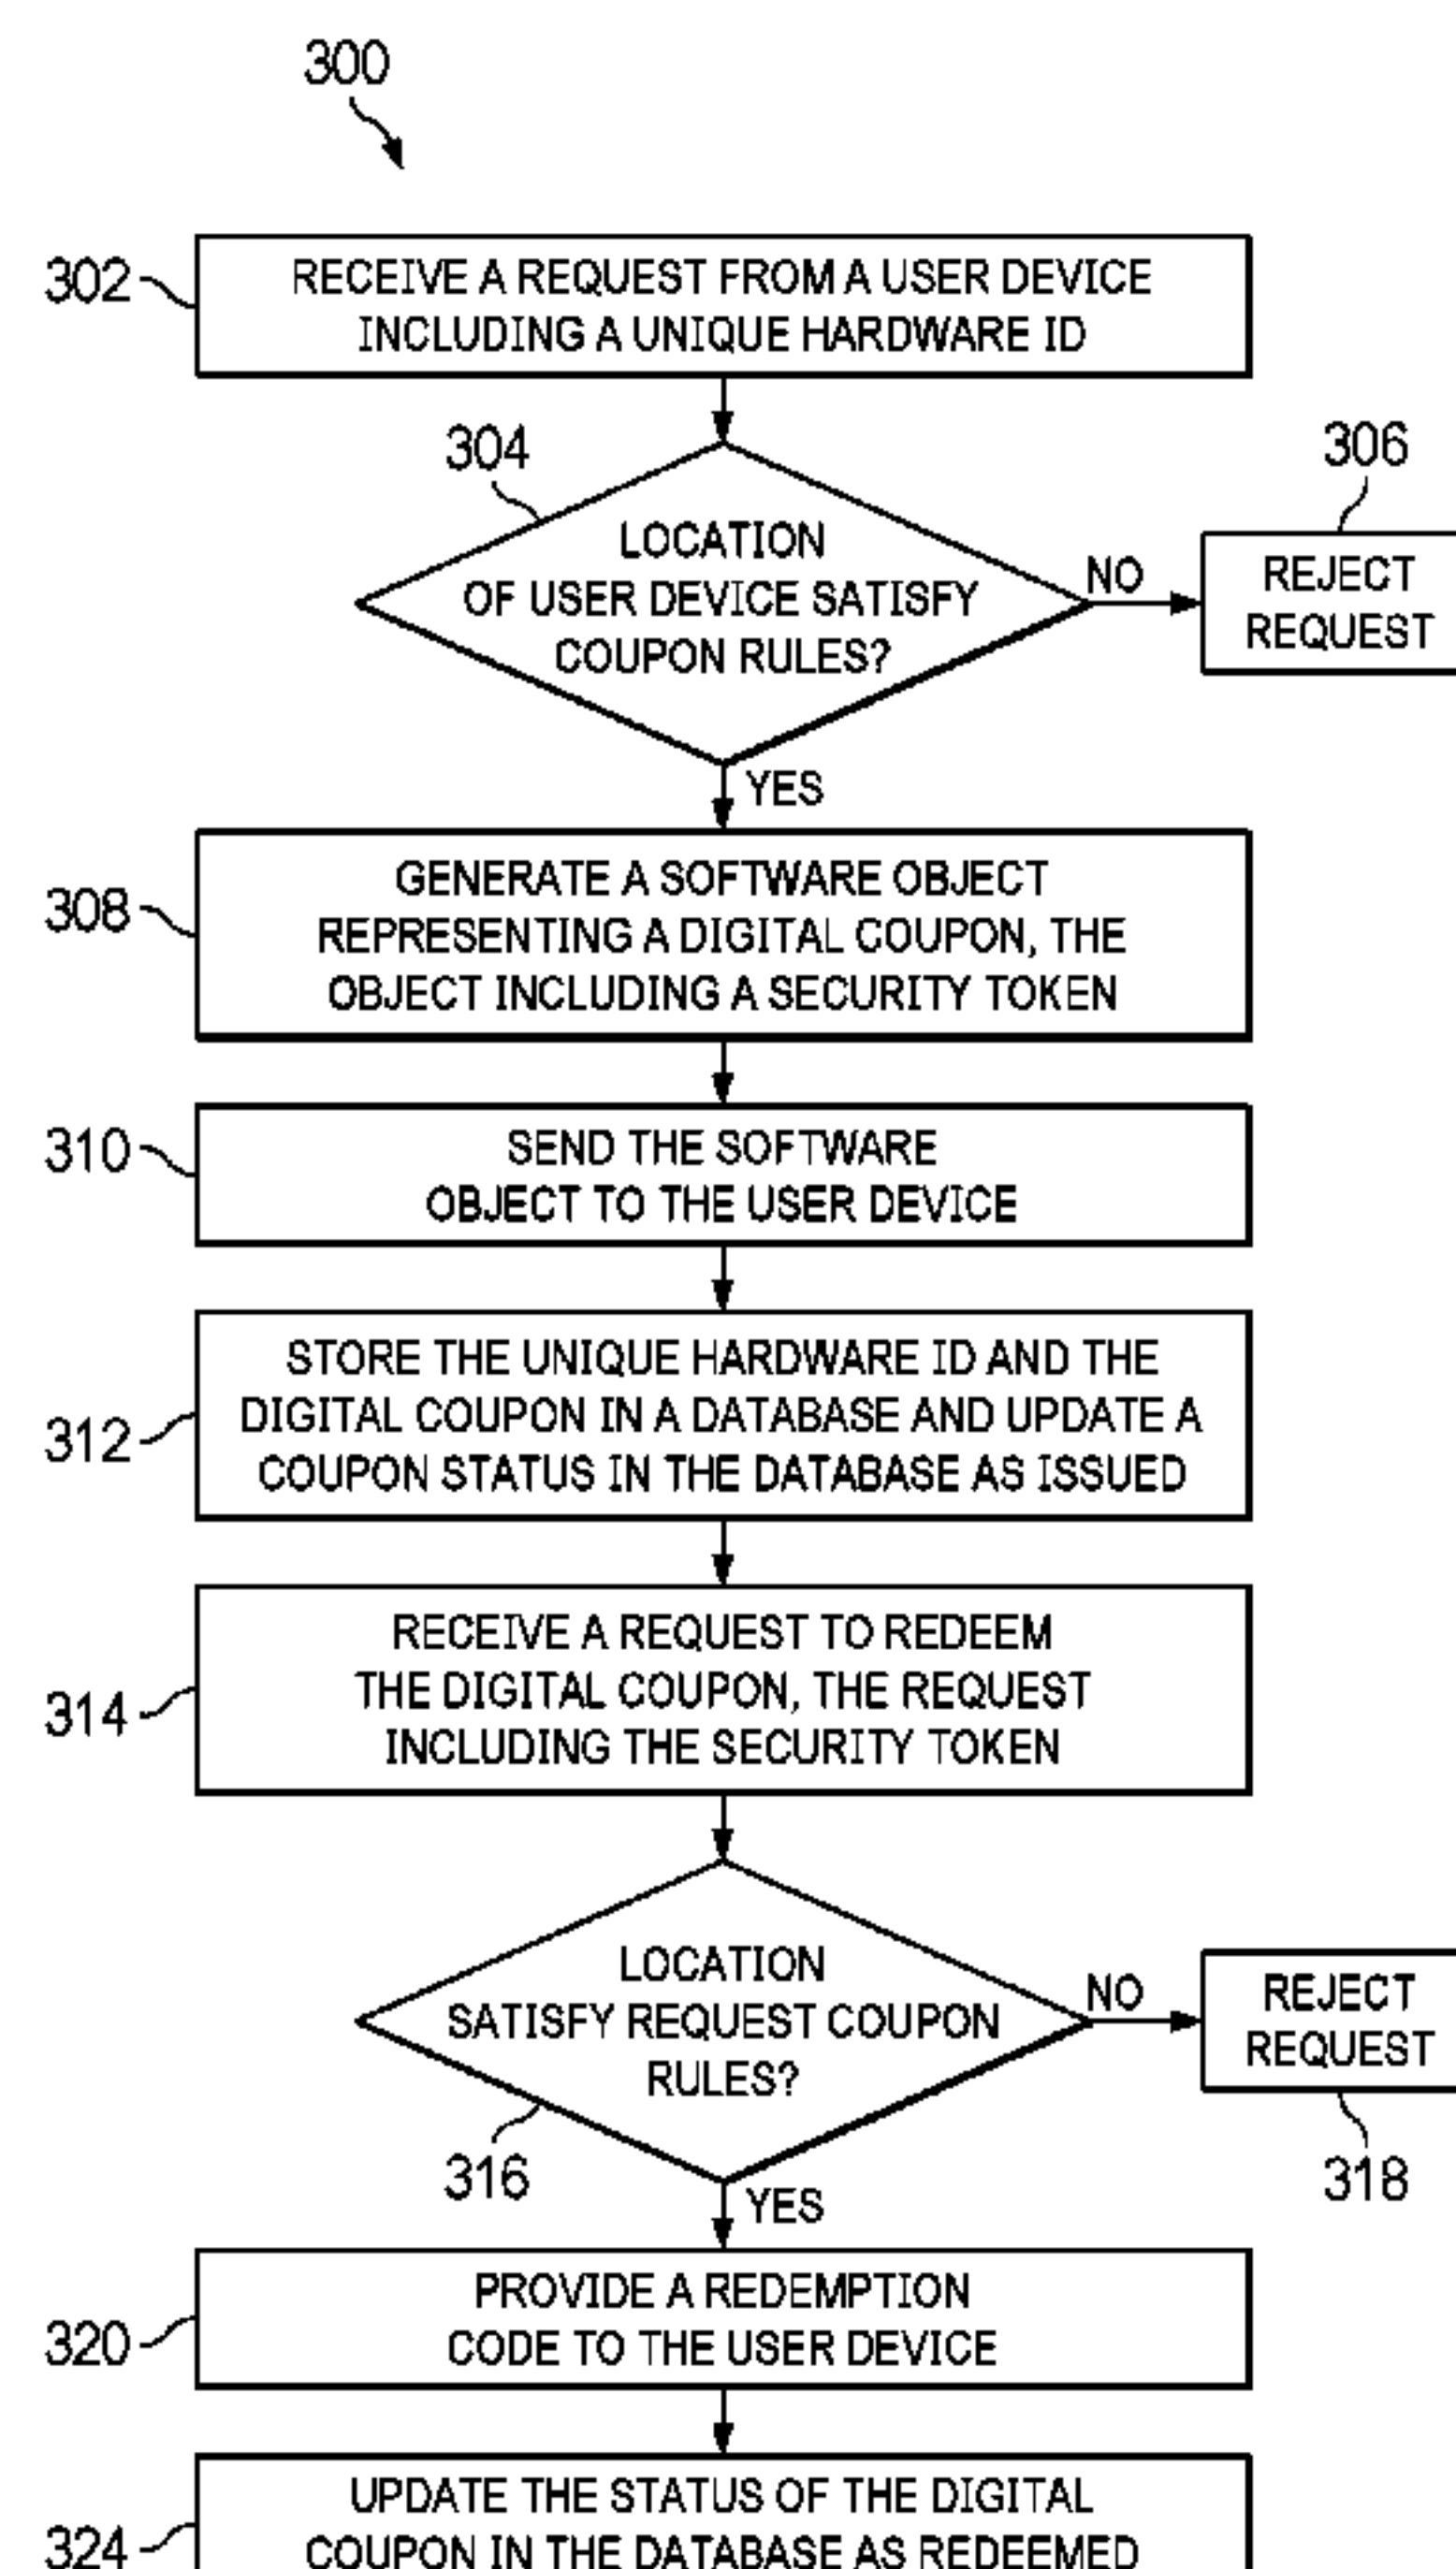 300
302
RECEIVE A REQUEST FROM A USER DEVICE
INCLUDING A UNIQUE HARDWARE ID
304
LOCATION
OF USER DEVICE SATISFY
COUPON RULES?
NO
306
REJECT
REQUEST
YES
308
GENERATE A SOFTWARE OBJECT
REPRESENTING A DIGITAL COUPON, THE
OBJECT INCLUDING A SECURITY TOKEN
310
SEND THE SOFTWARE
OBJECT TO THE USER DEVICE
312
STORE THE UNIQUE HARDWARE ID AND THE
DIGITAL COUPON IN A DATABASE AND UPDATE A
COUPON STATUS IN THE DATABASE AS ISSUED
314
RECEIVE A REQUEST TO REDEEM
THE DIGITAL COUPON, THE REQUEST
INCLUDING THE SECURITY TOKEN
LOCATION
SATISFY REQUEST COUPON
RULES?
316
NO
REJECT
REQUEST
318
YES
320
PROVIDE A REDEMPTION
CODE TO THE USER DEVICE
324
UPDATE THE STATUS OF THE DIGITAL
COUPON IN THE DATABASE AS REDEEMED